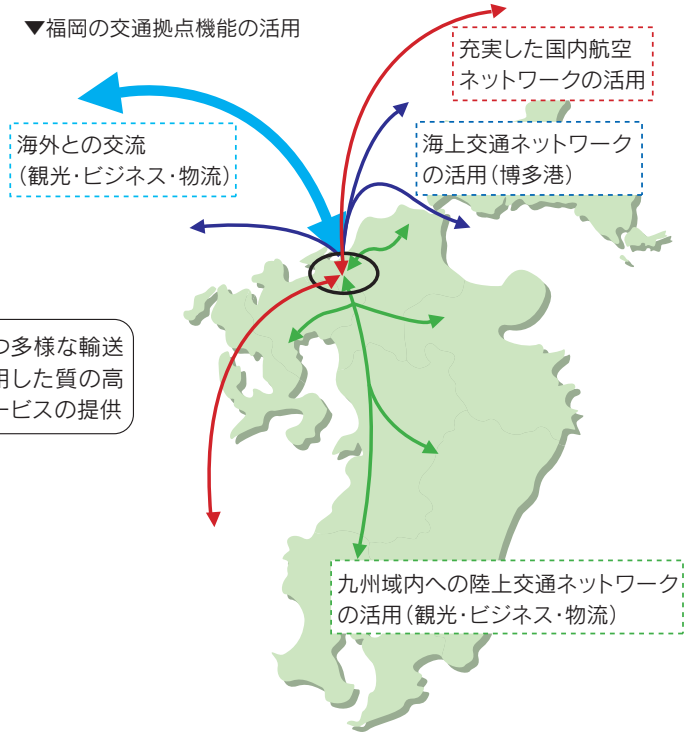 ▼福岡の交通拠点機能の活用
充実した国内航空
ネットワークの活用
海外との交流
(観光・ビジネス・物流)
海上交通ネットワーク
の活用(博多港)
つ多様な輸送
用した質の高
ービスの提供
九州域内への陸上交通ネットワーク
の活用(観光・ビジネス・物流)